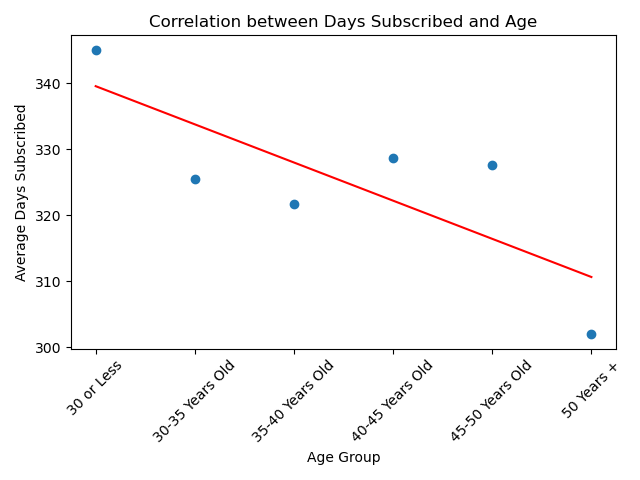 Correlation between Days Subscribed and Age
Average Days Subscribed
340
330
320
310
300
30 or Less
30-35 Years Old
35-40 Years Old
40-45 Years Old
45-50 Years Old
50 Years +
Age Group